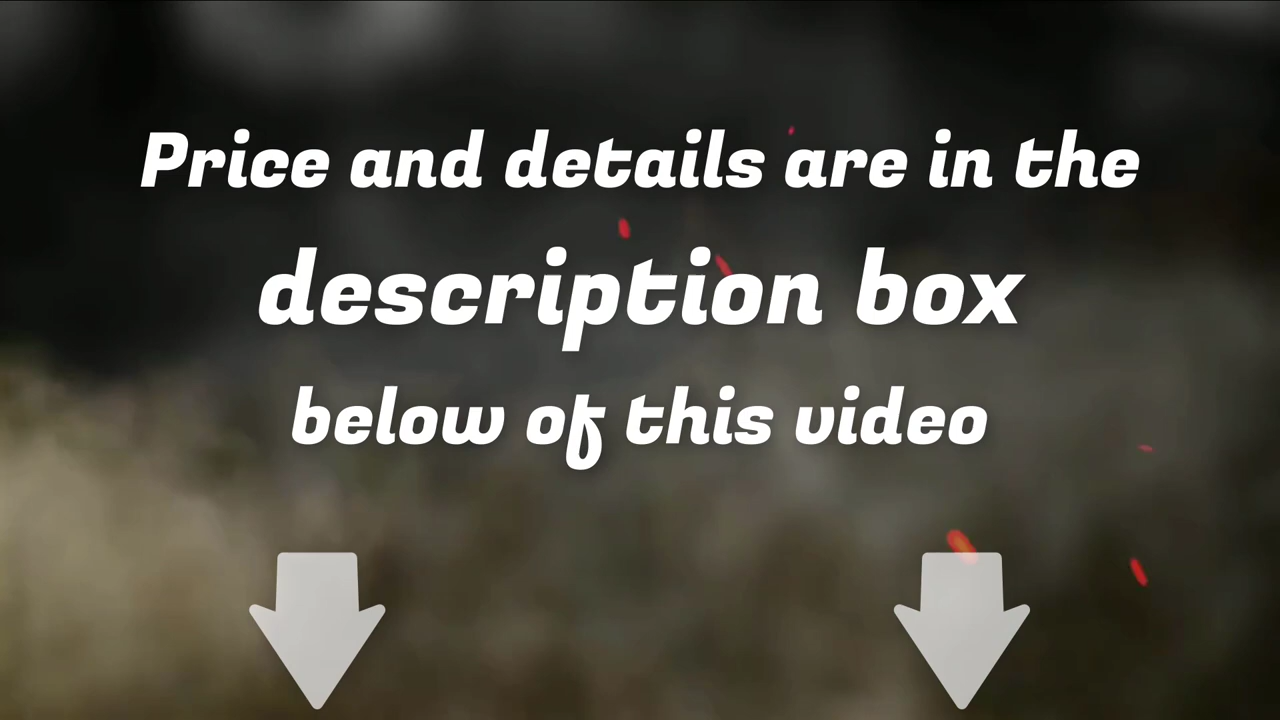 Price and details are in the
description box
below of this video